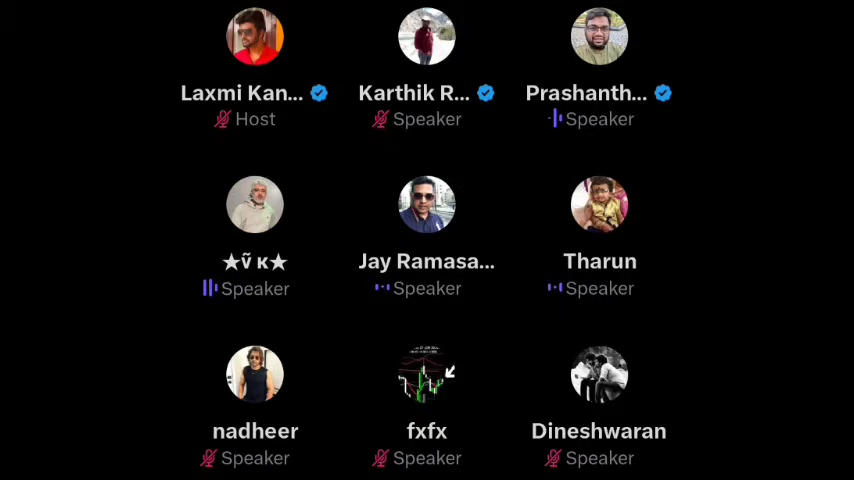 Laxmi Kan... Karthik R... Prashanth...
Host Speaker Speaker
★ṽ κ★ Jay Ramasa... Tharun
Speaker Speaker Speaker
nadheer fxfx Dineshwaran
Speaker Speaker Speaker